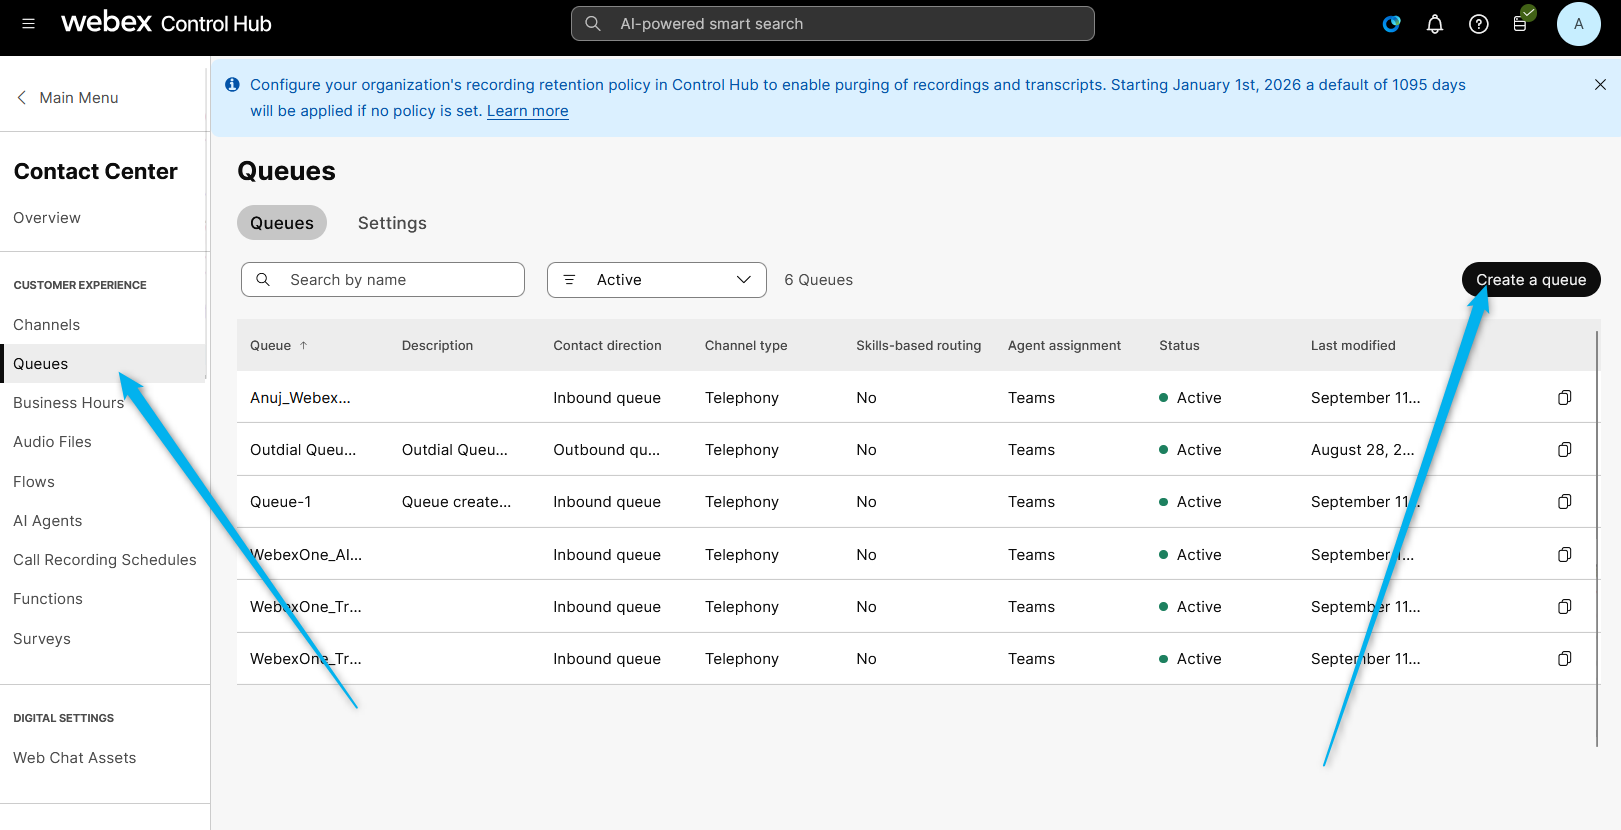 webex Control Hub
AI-powered smart search
A
Main Menu
Contact Center
Overview
CUSTOMER EXPERIENCE
Channels
Queues
Business Hours
Audio Files
Flows
AI Agents
Call Recording Schedules
Functions
Surveys
DIGITAL SETTINGS
Web Chat Assets
Configure your organization's recording retention policy in Control Hub to enable purging of recordings and transcripts. Starting January 1st, 2026 a default of 1095 days
will be applied if no policy is set. Learn more
Queues
Queues Settings
Search by name Active 6 Queues Create a queue
Queue Description Contact direction Channel type Skills-based routing Agent assignment Status Last modified
Anuj_Webex... Inbound queue Telephony No Teams Active September 11...
Outdial Queu... Outdial Queu... Outbound qu... Telephony No Teams Active August 28, 2...
Queue-1 Queue create... Inbound queue Telephony No Teams Active September 11...
WebexOne_AI... Inbound queue Telephony No Teams Active September 11...
WebexOne_Tr... Inbound queue Telephony No Teams Active September 11...
WebexOne_Tr... Inbound queue Telephony No Teams Active September 11...